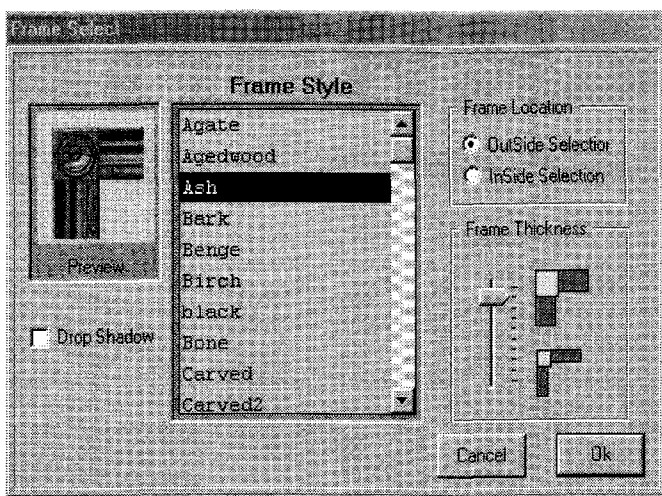 Frame Select
Frame Style
Agate
Agedwood
Ash
Bark
Benge
Birch
black
Bone
Carved
Carved2
Preview
Drop Shadow
Frame Location
OutSide Selection
InSide Selection
Frame Thickness
Cancel
Ok